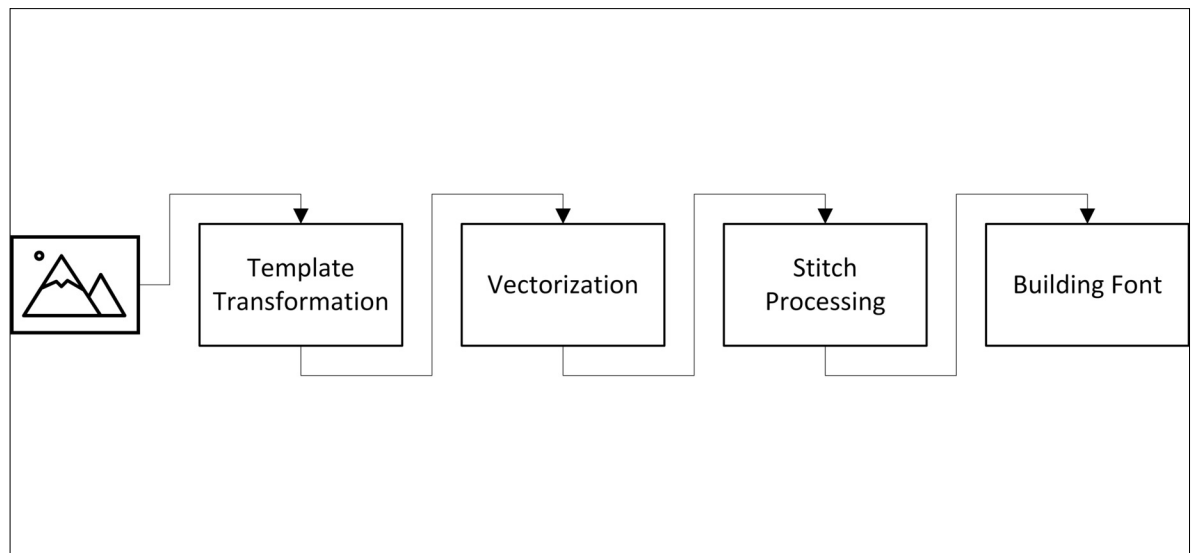 Template
Transformation
Vectorization
Stitch
Processing
Building Font